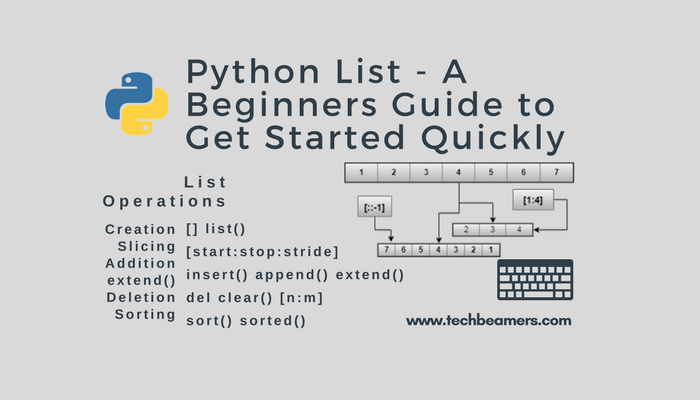 Python List - A
Beginners Guide to
Get Started Quickly
List
Operations
Creation
Slicing
Addition
extend()
Deletion
Sorting
[] list()
[start:stop:stride]
insert() append() extend()
del clear() [n:m]
sort() sorted()
1 2 3 4 5 6 7
[::-1]
[1:4]
2 3 4
7 6 5 4 3 2 1
www.techbeamers.com